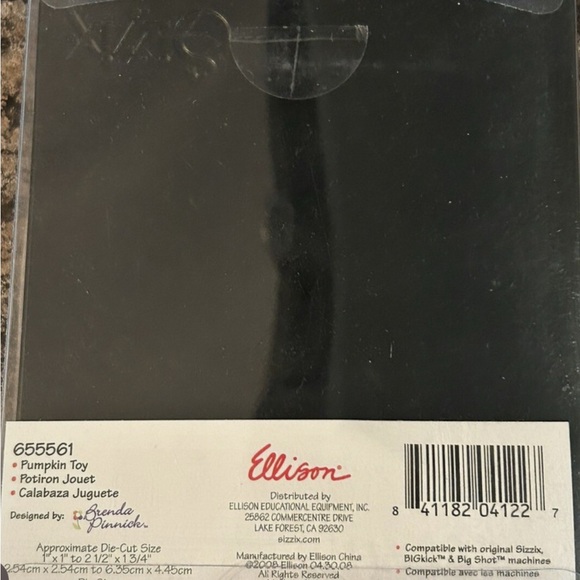 Sizzix
655561
• Pumpkin Toy
• Potiron Jouet
• Calabaza Juguete
Designed by: Brenda Pinnick™
Approximate Die-Cut Size
1" x 1" to 2 1/2" x 1 3/4"
2.54cm x 2.54cm to 6.35cm x 4.45cm
Ellison®
Distributed by
ELLISON EDUCATIONAL EQUIPMENT, INC.
25862 COMMERCENTRE DRIVE
LAKE FOREST, CA 92630
sizzix.com
Manufactured by Ellison China
©2008 Ellison 04.30.08
All Rights Reserved
8 41182 04122 7
• Compatible with original Sizzix,
BIGkick™ & Big Shot™ machines
• Compatible avec les machines